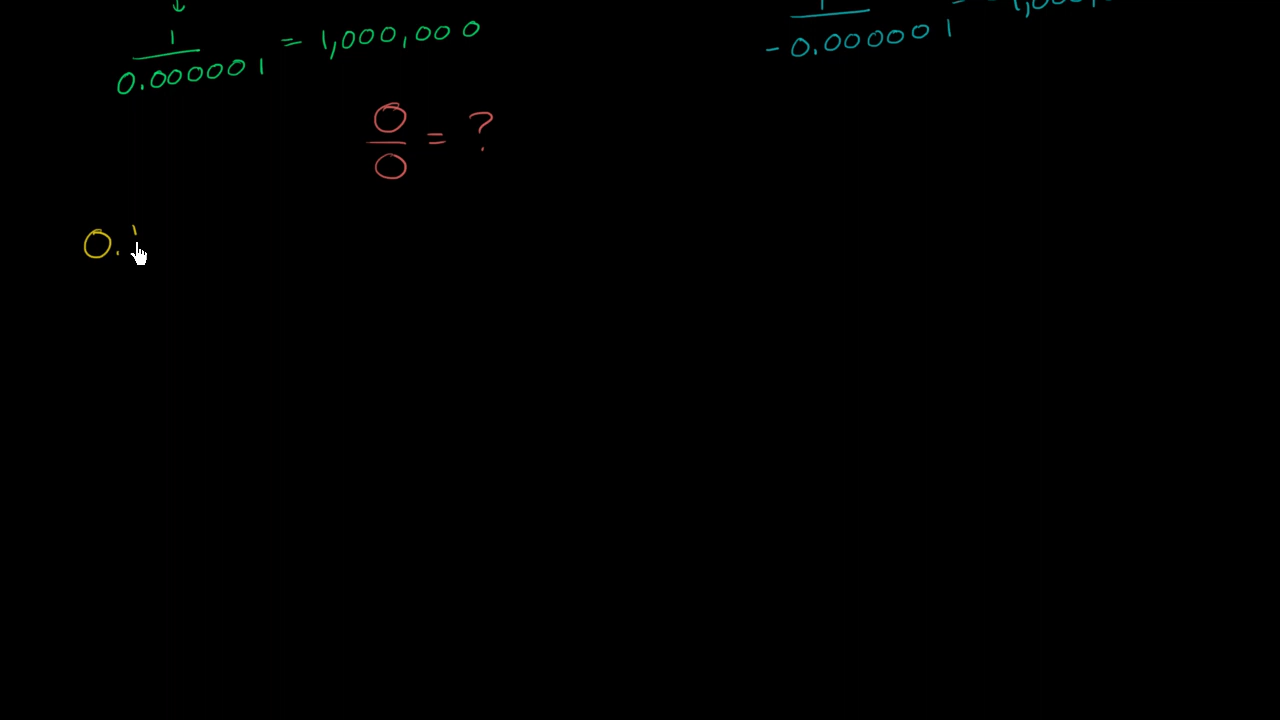 1/0.000001 = 1,000,000
1/-0.000001
0/0 = ?
0.